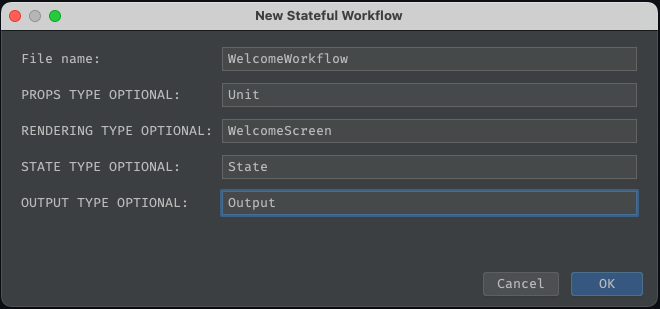 New Stateful Workflow
File name: WelcomeWorkflow
PROPS TYPE OPTIONAL: Unit
RENDERING TYPE OPTIONAL: WelcomeScreen
STATE TYPE OPTIONAL: State
OUTPUT TYPE OPTIONAL: Output
Cancel OK